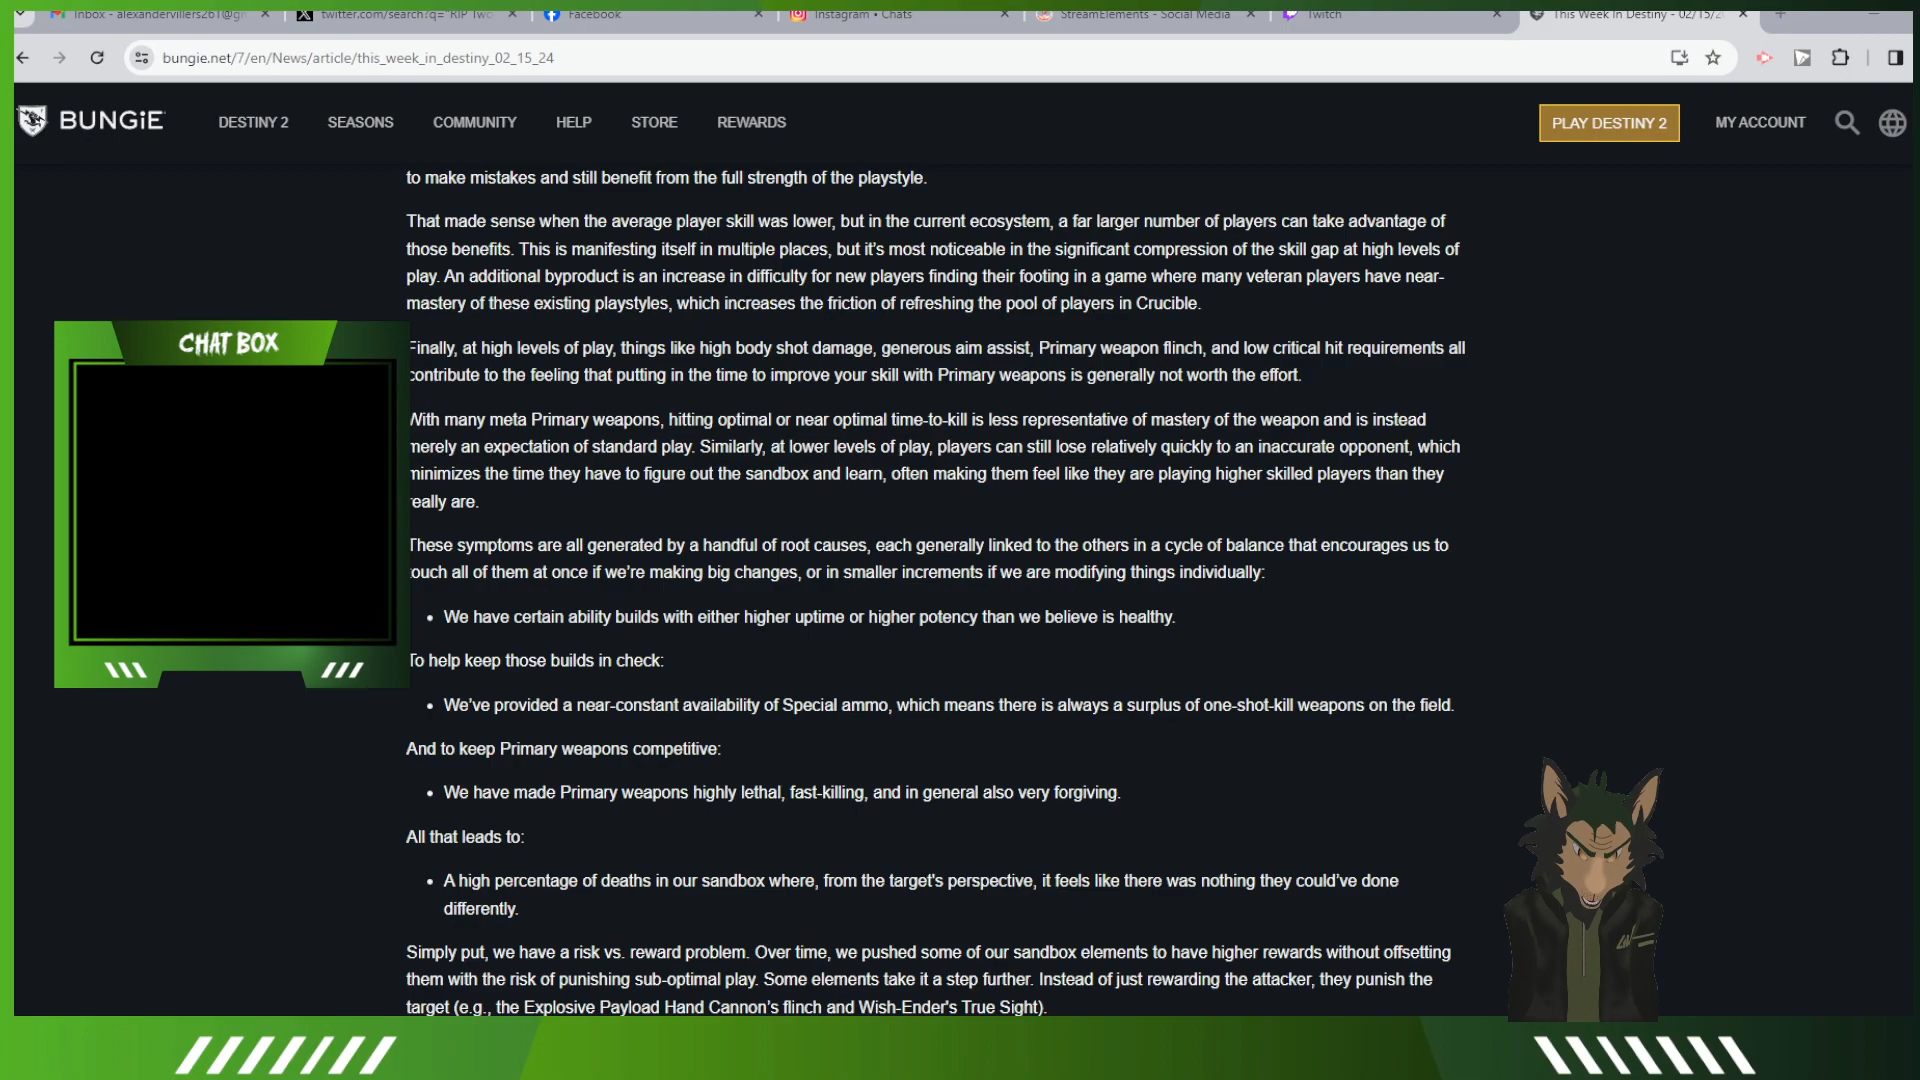 Inbox - alexandervillers261@gm
twitter.com/search?q="RIP Two
Facebook
Instagram • Chats
StreamElements - Social Media
Twitch
This Week In Destiny - 02/15/2
bungie.net/7/en/News/article/this_week_in_destiny_02_15_24
BUNGiE
DESTINY 2
SEASONS
COMMUNITY
HELP
STORE
REWARDS
PLAY DESTINY 2
MY ACCOUNT
to make mistakes and still benefit from the full strength of the playstyle.
That made sense when the average player skill was lower, but in the current ecosystem, a far larger number of players can take advantage of
those benefits. This is manifesting itself in multiple places, but it's most noticeable in the significant compression of the skill gap at high levels of
play. An additional byproduct is an increase in difficulty for new players finding their footing in a game where many veteran players have near-
mastery of these existing playstyles, which increases the friction of refreshing the pool of players in Crucible.
CHAT BOX
Finally, at high levels of play, things like high body shot damage, generous aim assist, Primary weapon flinch, and low critical hit requirements all
contribute to the feeling that putting in the time to improve your skill with Primary weapons is generally not worth the effort.
With many meta Primary weapons, hitting optimal or near optimal time-to-kill is less representative of mastery of the weapon and is instead
merely an expectation of standard play. Similarly, at lower levels of play, players can still lose relatively quickly to an inaccurate opponent, which
minimizes the time they have to figure out the sandbox and learn, often making them feel like they are playing higher skilled players than they
really are.
These symptoms are all generated by a handful of root causes, each generally linked to the others in a cycle of balance that encourages us to
touch all of them at once if we're making big changes, or in smaller increments if we are modifying things individually:
• We have certain ability builds with either higher uptime or higher potency than we believe is healthy.
To help keep those builds in check:
• We've provided a near-constant availability of Special ammo, which means there is always a surplus of one-shot-kill weapons on the field.
And to keep Primary weapons competitive:
• We have made Primary weapons highly lethal, fast-killing, and in general also very forgiving.
All that leads to:
• A high percentage of deaths in our sandbox where, from the target's perspective, it feels like there was nothing they could've done
differently.
Simply put, we have a risk vs. reward problem. Over time, we pushed some of our sandbox elements to have higher rewards without offsetting
them with the risk of punishing sub-optimal play. Some elements take it a step further. Instead of just rewarding the attacker, they punish the
target (e.g., the Explosive Payload Hand Cannon's flinch and Wish-Ender's True Sight).